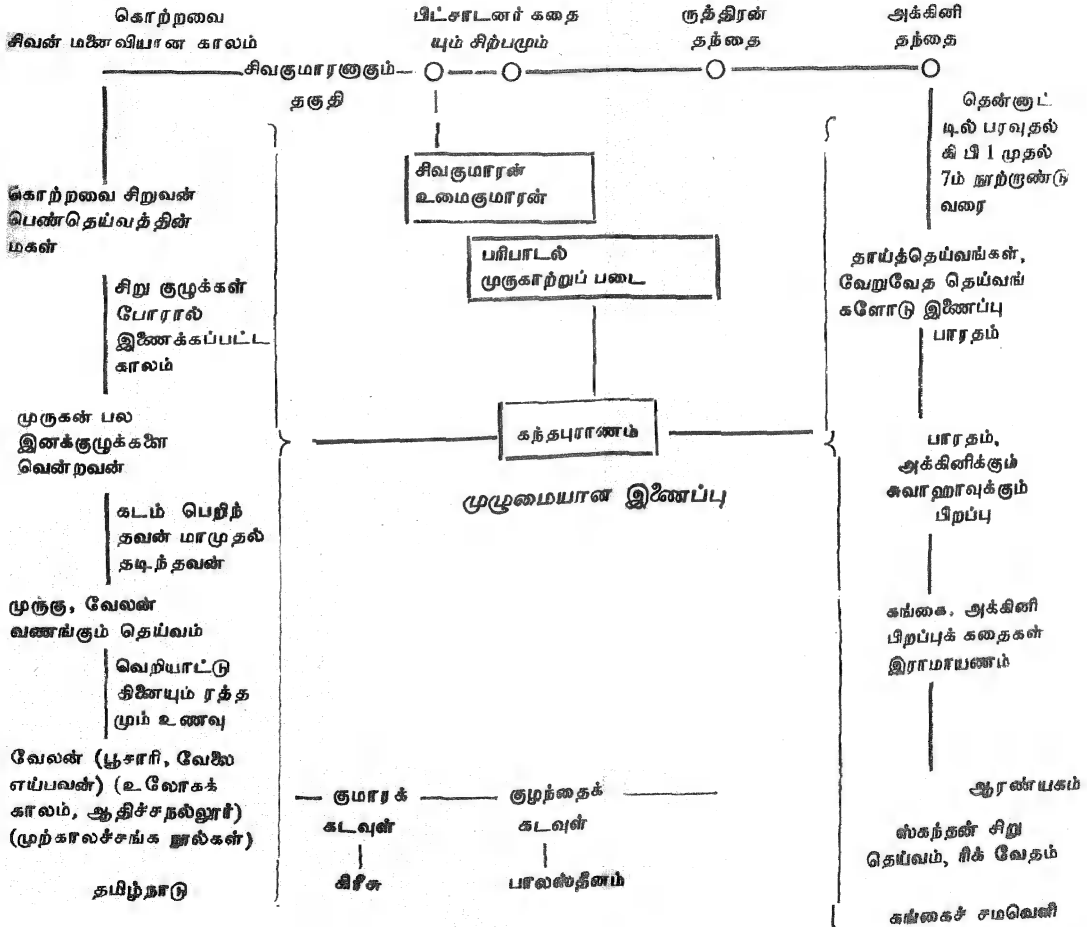 கொற்றவை
சிவன் மனைவியான காலம்
பிட்சாடனர் கதை
யும் சிற்பமும்
ருத்திரன்
தந்தை
அக்கினி
தந்தை
சிவகுமாரனாகும்
தகுதி
கொற்றவை சிறுவன்
பெண்தெய்வத்தின்
மகள்
சிறு குழுக்கள்
போரால்
இணைக்கப்பட்ட
காலம்
முருகன் பல
இனக்குழுக்களை
வென்றவன்
கடம் பெறிந்
தவன் மாமுதல்
தடிந்தவன்
முருகு, வேலன்
வணங்கும் தெய்வம்
வெறியாட்டு
தினையும் ரத்த
மும் உணவு
வேலன் (பூசாரி, வேலை
எய்பவன்) (உலோகக்
காலம், ஆதிச்சநல்லூர்)
(முற்காலச்சங்க நூல்கள்)
தமிழ்நாடு
சிவகுமாரன்
உமைகுமாரன்
பரிபாடல்
முருகாற்றுப் படை
கந்தபுராணம்
முழுமையான இணைப்பு
குமாரக்
கடவுள்
கிரீசு
குழந்தைக்
கடவுள்
பாலஸ்தீனம்
தென்னாட்
டில் பரவுதல்
கி பி 1 முதல்
7ம் நூற்றாண்டு
வரை
தாய்த்தெய்வங்கள்,
வேறுவேத தெய்வங்
களோடு இணைப்பு
பாரதம்
பாரதம்,
அக்கினிக்கும்
சுவாஹாவுக்கும்
பிறப்பு
கங்கை, அக்கினி
பிறப்புக் கதைகள்
இராமாயணம்
ஆரண்யகம்
ஸ்கந்தன் சிறு
தெய்வம், ரிக் வேதம்
கங்கைச் சமவெளி